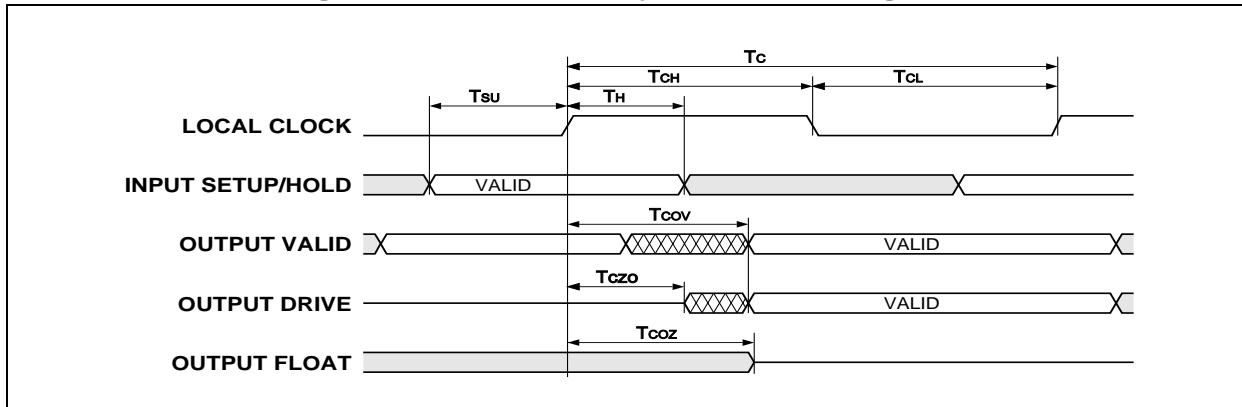 Tc
TCH
TCL
TSU
TH
LOCAL CLOCK
INPUT SETUP/HOLD
VALID
TCOV
OUTPUT VALID
VALID
TCZO
OUTPUT DRIVE
VALID
TCOZ
OUTPUT FLOAT